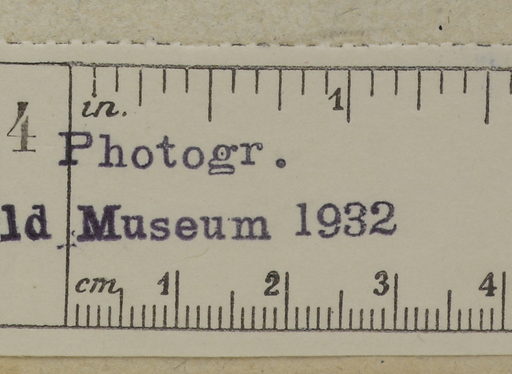 in. 1
4 Photogr.
ld Museum 1932
cm 1 2 3 4